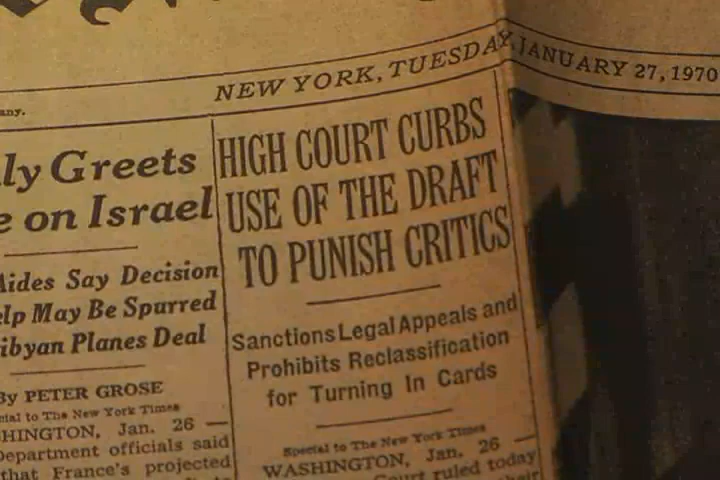 NEW YORK, TUESDAY, JANUARY 27, 1970
any.
ly Greets
e on Israel
Aides Say Decision
elp May Be Spurred
ibyan Planes Deal
By PETER GROSE
cial to The New York Times
HINGTON, Jan. 26 —
Department officials said
that France's projected
HIGH COURT CURBS
USE OF THE DRAFT
TO PUNISH CRITICS
Sanctions Legal Appeals and
Prohibits Reclassification
for Turning In Cards
Special to The New York Times
WASHINGTON, Jan. 26 —
Court ruled today
their